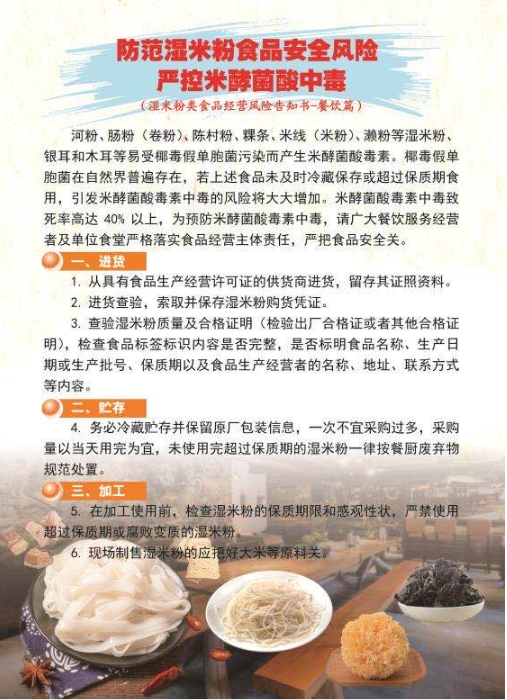 防范湿米粉食品安全风险
严控米酵菌酸中毒
(湿米粉类食品经营风险告知书-餐饮篇)
河粉、肠粉（卷粉）、陈村粉、粿条、米线（米粉）、濑粉等湿米粉、
银耳和木耳等易受椰毒假单胞菌污染而产生米酵菌酸毒素。椰毒假单
胞菌在自然界普遍存在，若上述食品未及时冷藏保存或超过保质期食
用，引发米酵菌酸毒素中毒的风险将大大增加。米酵菌酸毒素中毒致
死率高达 40% 以上，为预防米酵菌酸毒素中毒，请广大餐饮服务经营
者及单位食堂严格落实食品经营主体责任，严把食品安全关。
一、进货
1. 从具有食品生产经营许可证的供货商进货，留存其证照资料。
2. 进货查验，索取并保存湿米粉购货凭证。
3. 查验湿米粉质量及合格证明（检验出厂合格证或者其他合格证
明），检查食品标签标识内容是否完整，是否标明食品名称、生产日
期或生产批号、保质期以及食品生产经营者的名称、地址、联系方式
等内容。
二、贮存
4. 务必冷藏贮存并保留原厂包装信息，一次不宜采购过多，采购
量以当天用完为宜，未使用完超过保质期的湿米粉一律按餐厨废弃物
规范处置。
三、加工
5. 在加工使用前，检查湿米粉的保质期限和感观性状，严禁使用
超过保质期或腐败变质的湿米粉。
6. 现场制售湿米粉的应把好大米等原料关。